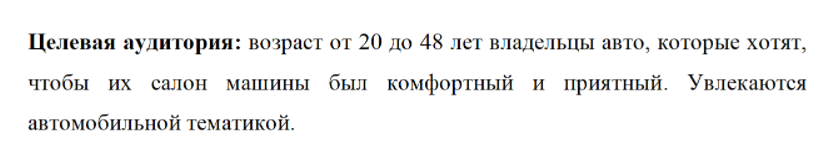 Целевая аудитория: возраст от 20 до 48 лет владельцы авто, которые хотят,
чтобы их салон машины был комфортный и приятный. Увлекаются
автомобильной тематикой.